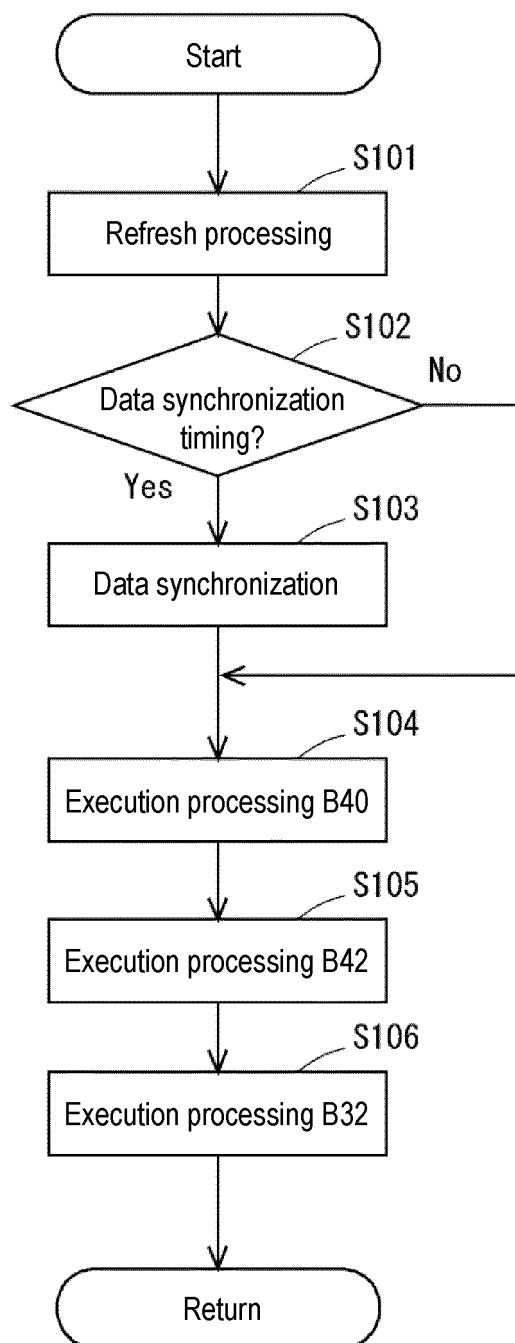 Start
S101
Refresh processing
S102
No
Data synchronization
timing?
Yes
S103
Data synchronization
S104
Execution processing B40
S105
Execution processing B42
S106
Execution processing B32
Return